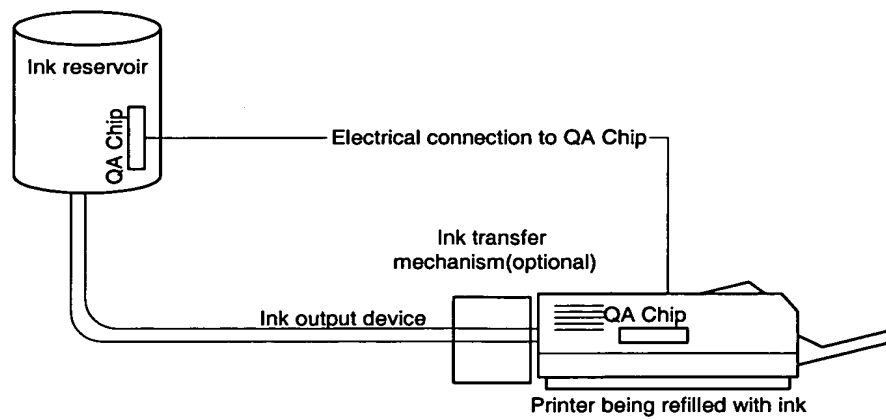 Ink reservoir
QA Chip
Electrical connection to QA Chip
Ink transfer
mechanism(optional)
Ink output device
QA Chip
Printer being refilled with ink